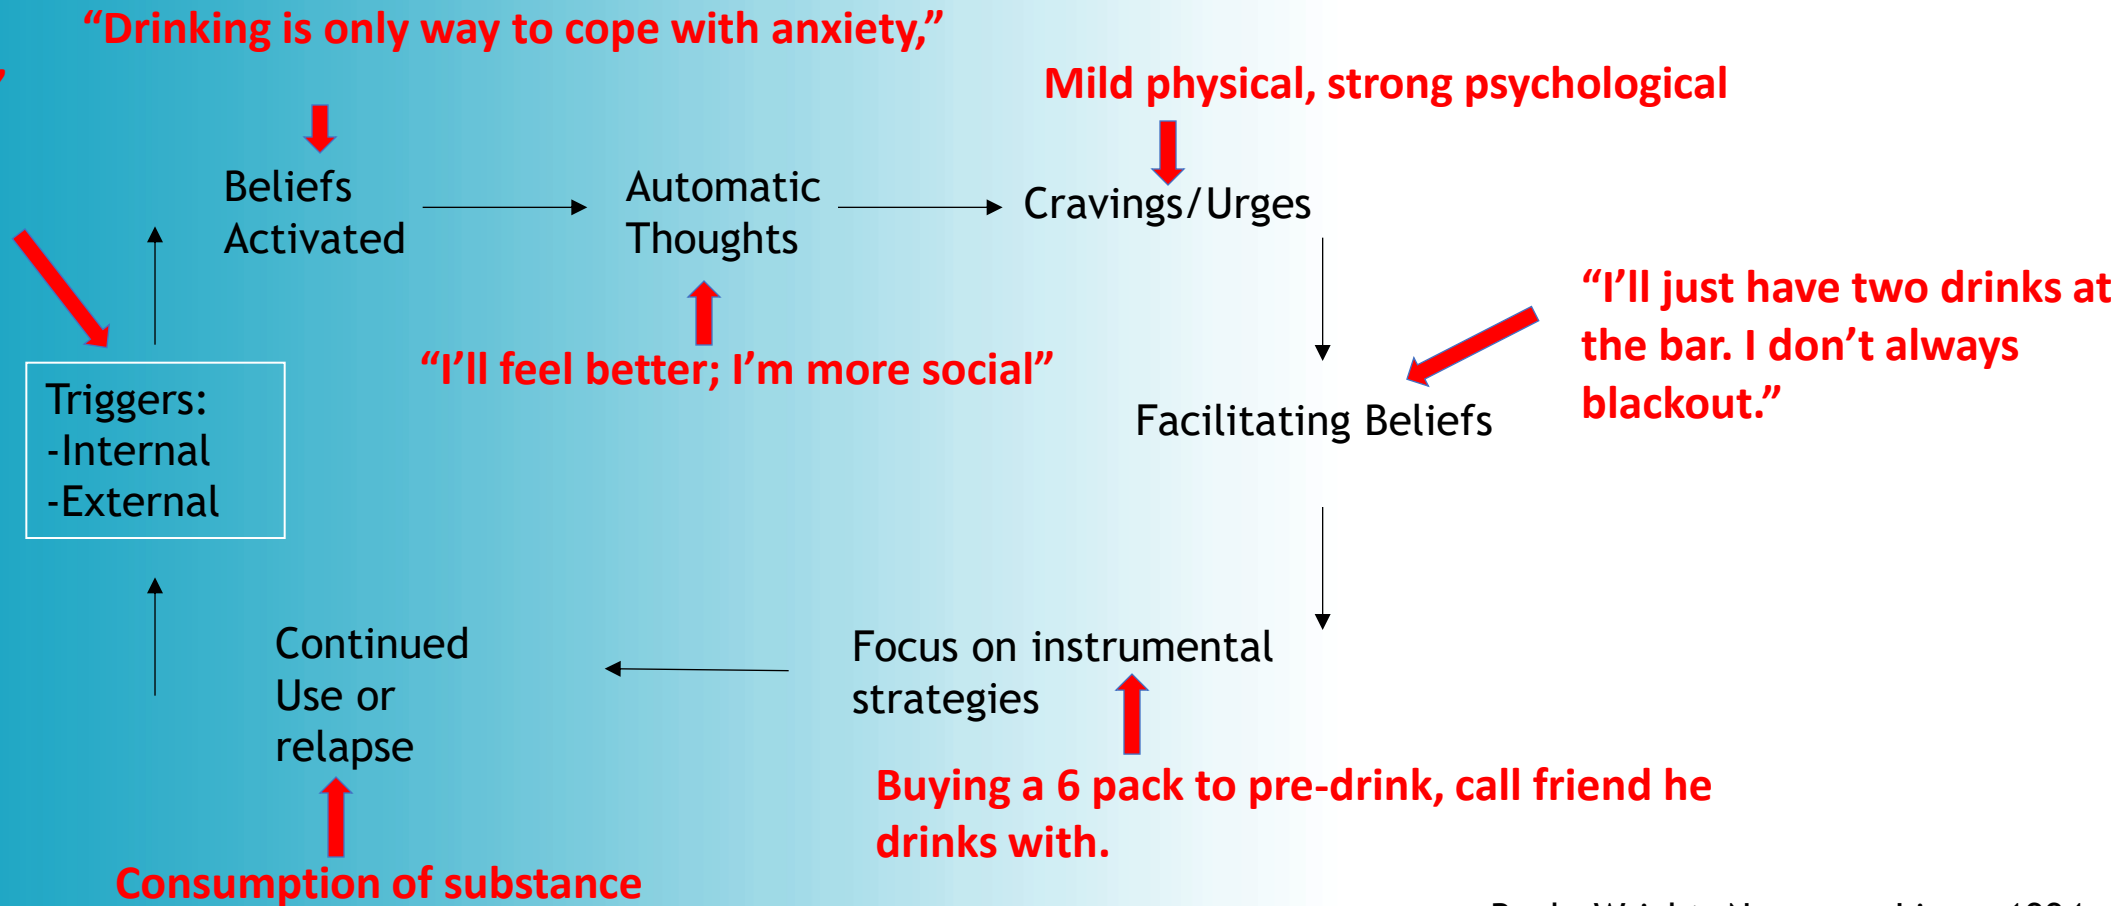 “Drinking is only way to cope with anxiety,”
”
Mild physical, strong psychological
Beliefs
Activated
Automatic
Thoughts
Cravings/Urges
“I’ll just have two drinks at
the bar. I don’t always
blackout.”
“I’ll feel better; I’m more social”
Triggers:
-Internal
-External
Facilitating Beliefs
Continued
Use or
relapse
Focus on instrumental
strategies
Buying a 6 pack to pre-drink, call friend he
drinks with.
Consumption of substance